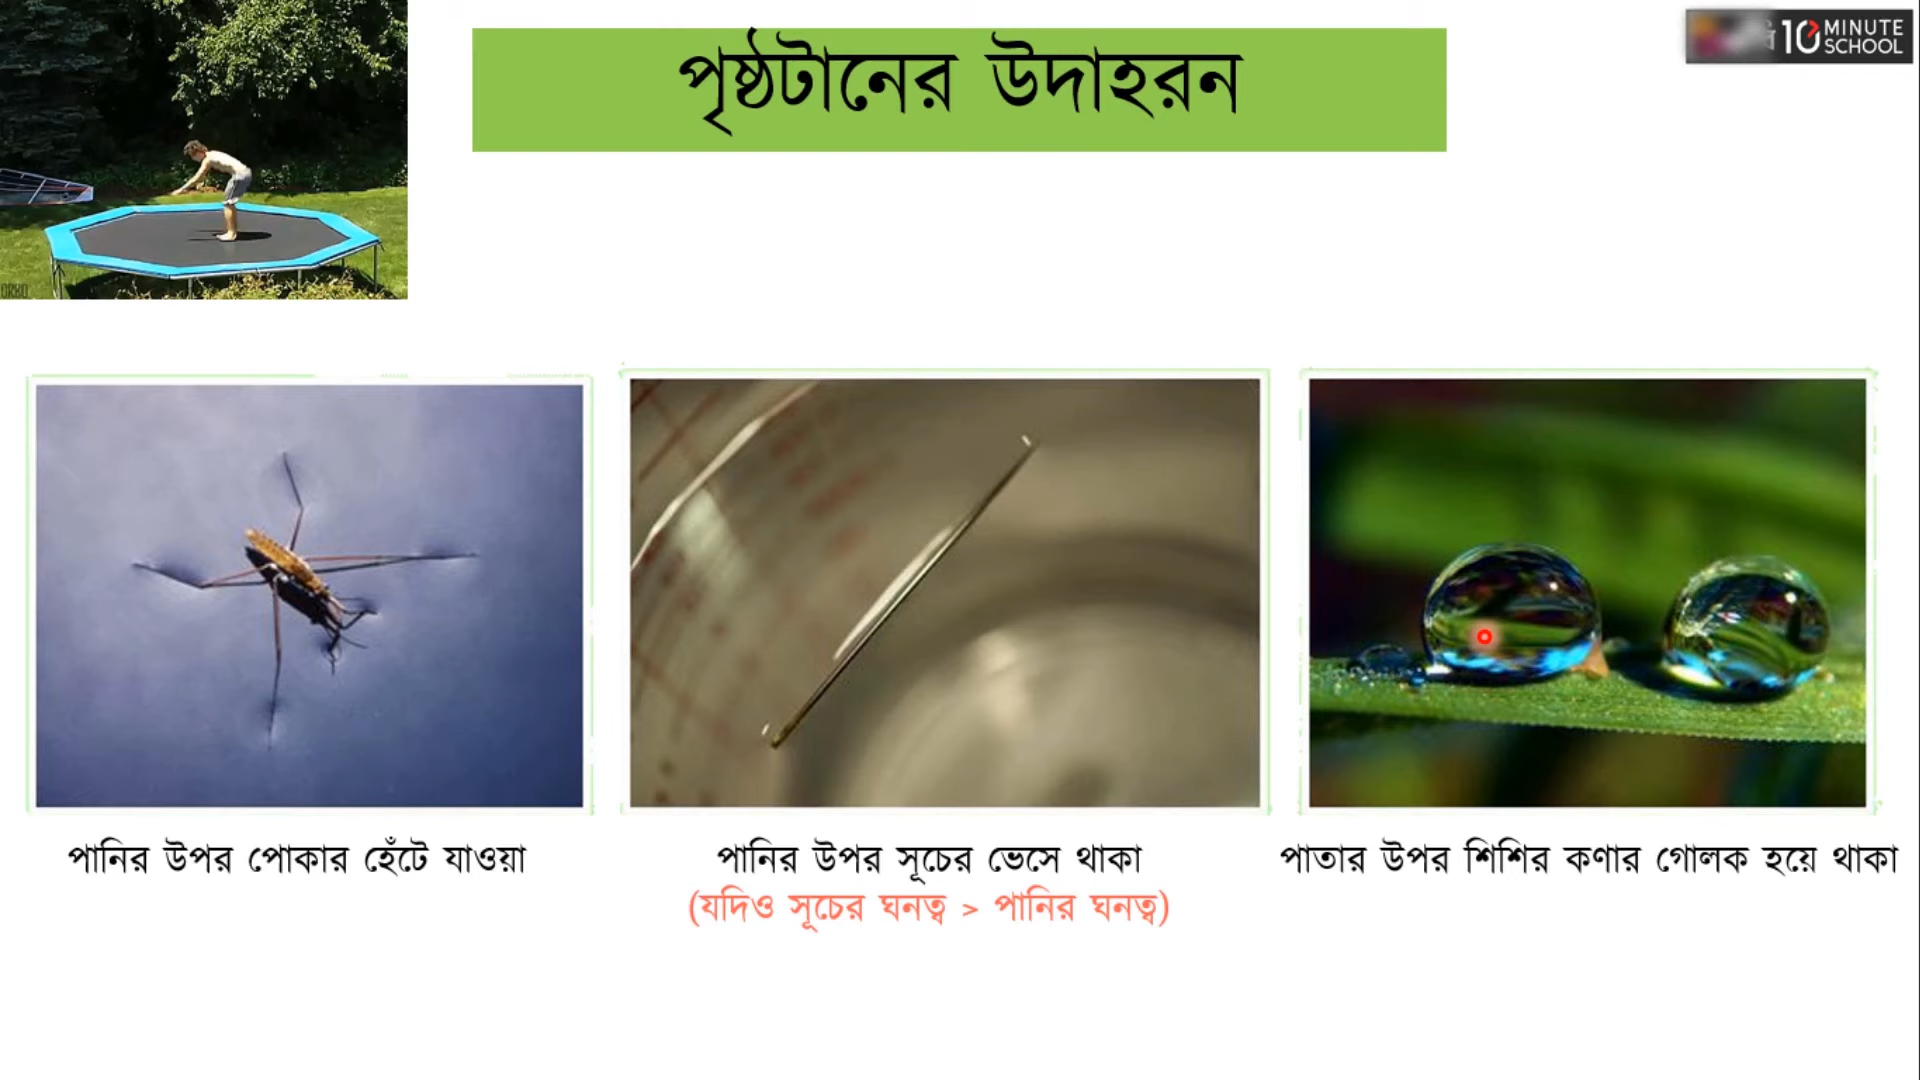 পৃষ্ঠটানের উদাহরন
10 MINUTE SCHOOL
পানির উপর পোকার হেঁটে যাওয়া
পানির উপর সূচের ভেসে থাকা
(যদিও সূচের ঘনত্ব > পানির ঘনত্ব)
পাতার উপর শিশির কণার গোলক হয়ে থাকা